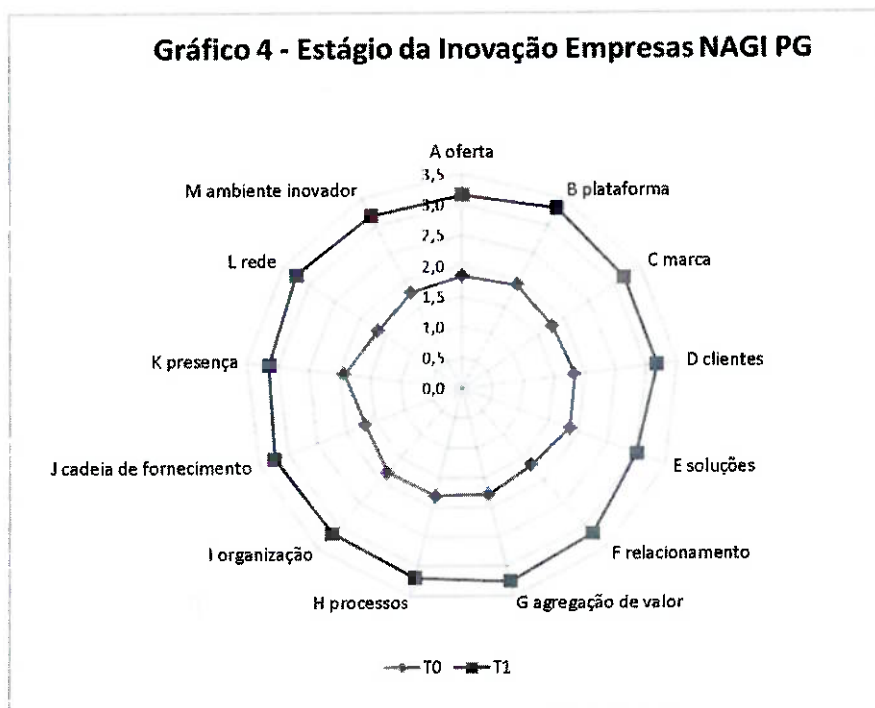 Gráfico 4 - Estágio da Inovação Empresas NAGI PG
A oferta
B plataforma
C marca
D clientes
E soluções
F relacionamento
G agregação de valor
H processos
I organização
J cadeia de fornecimento
K presença
L rede
M ambiente inovador
3,5
3,0
2,5
2,0
1,5
1,0
0,5
0,0
T0
T1